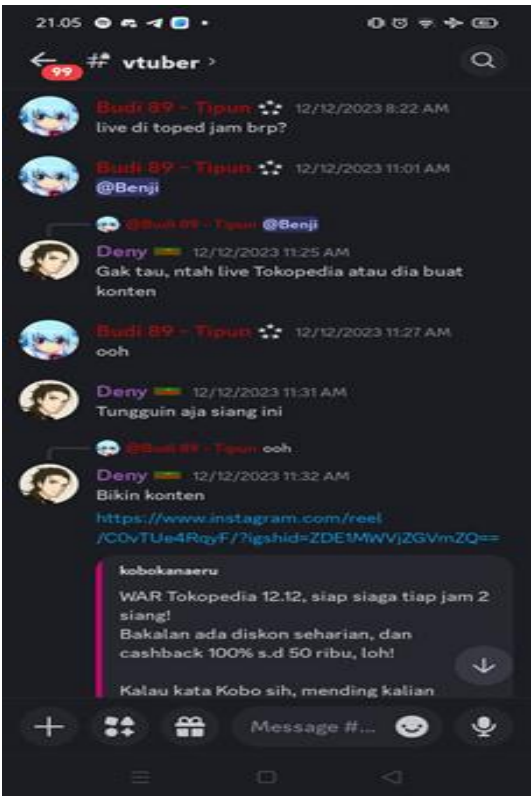 21.05
99
# vtuber >
Budi 89 - Tipun 12/12/2023 8:22 AM
live di toped jam brp?
Budi 89 - Tipun 12/12/2023 11:01 AM
@Benji
@Budi 89 - Tipun @Benji
Deny 12/12/2023 11:25 AM
Gak tau, ntah live Tokopedia atau dia buat
konten
Budi 89 - Tipun 12/12/2023 11:27 AM
ooh
Deny 12/12/2023 11:31 AM
Tungguin aja siang ini
@Budi 89 - Tipun ooh
Deny 12/12/2023 11:32 AM
Bikin konten
https://www.instagram.com/reel
/C0vTUe4RqyF/?igshid=ZDE1MWVjZGVmZQ==
kobokanaeru
WAR Tokopedia 12.12, siap siaga tiap jam 2
siang!
Bakalan ada diskon seharian, dan
cashback 100% s.d 50 ribu, loh!
Kalau kata Kobo sih, mending kalian
Message #...